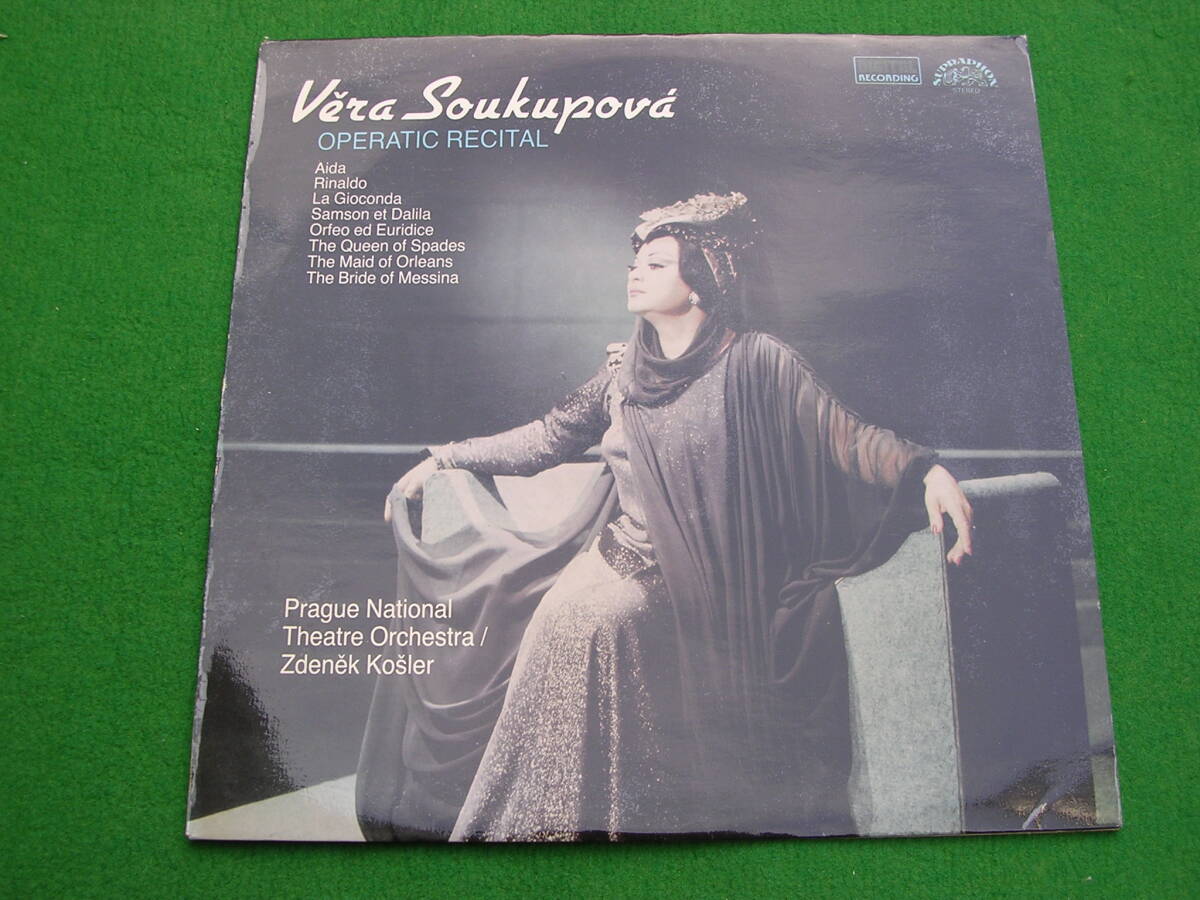 Věra Soukupová
OPERATIC RECITAL
RECORDING
SUPRAPHON
STEREO
Aida
Rinaldo
La Gioconda
Samson et Dalila
Orfeo ed Euridice
The Queen of Spades
The Maid of Orleans
The Bride of Messina
Prague National
Theatre Orchestra /
Zdeněk Košler